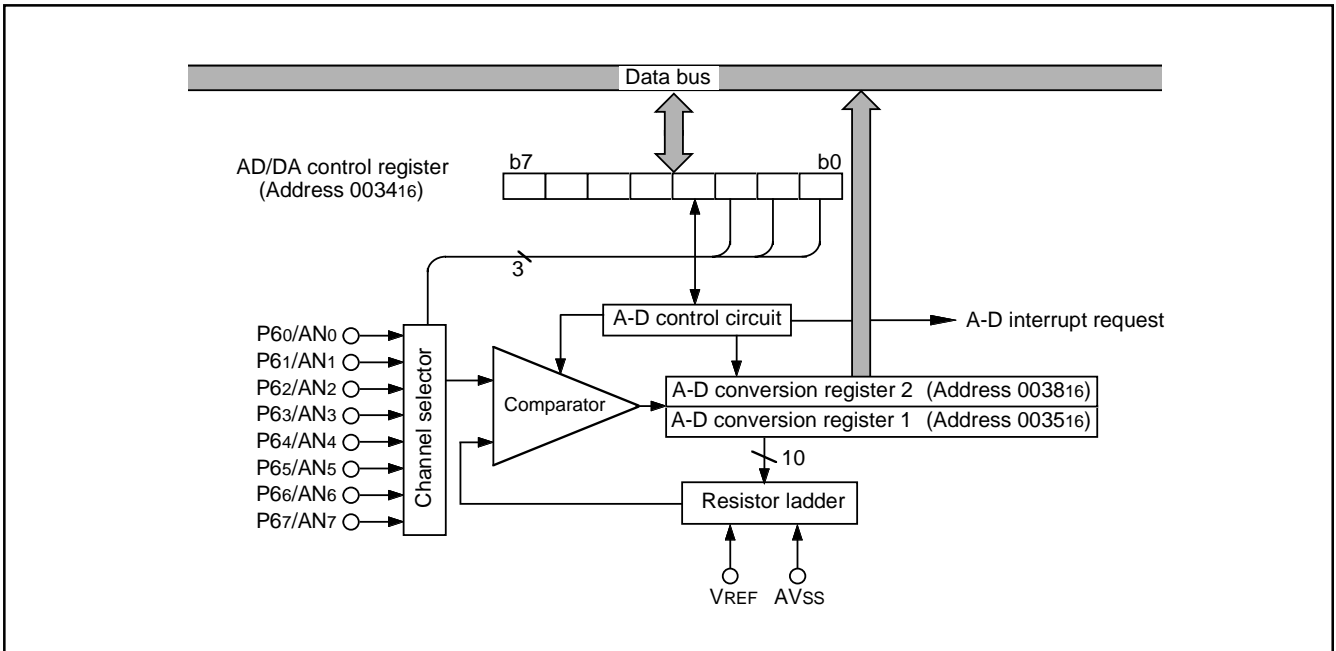 Data bus
AD/DA control register
(Address 003416)
b7
b0
3
A-D control circuit
A-D interrupt request
P60/AN0
P61/AN1
P62/AN2
P63/AN3
P64/AN4
P65/AN5
P66/AN6
P67/AN7
Channel selector
Comparator
A-D conversion register 2 (Address 003816)
A-D conversion register 1 (Address 003516)
10
Resistor ladder
VREF
AVSS